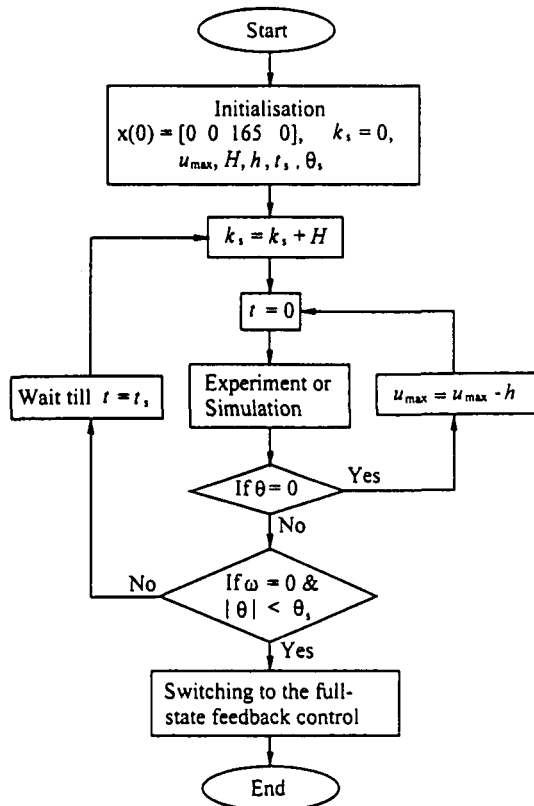 Start
Initialisation
x(0) = [0 0 165 0], k_s = 0,
u_max, H, h, t_s, θ_s
k_s = k_s + H
t = 0
Wait till t = t_s
Experiment or
Simulation
u_max = u_max - h
If θ = 0
Yes
No
No
If ω = 0 &
|θ| < θ_s
Yes
Switching to the full-
state feedback control
End